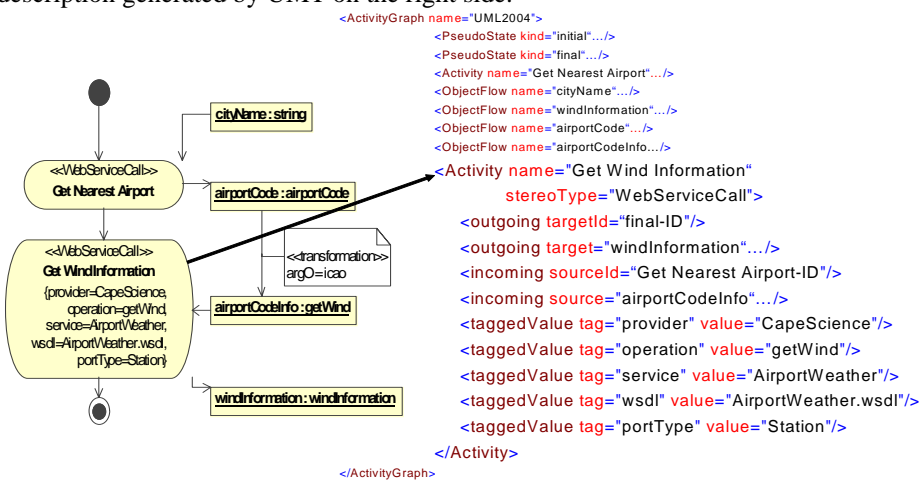 description generated by UMT on the right side.
<ActivityGraph name="UML2004">
<PseudoState kind="initial“.../>
<PseudoState kind="final“.../>
<Activity name="Get Nearest Airport“.../>
<ObjectFlow name="cityName“.../>
<ObjectFlow name="windInformation“.../>
<ObjectFlow name="airportCode“.../>
<ObjectFlow name="airportCodeInfo.../>
<Activity name="Get Wind Information“
stereoType="WebServiceCall">
<outgoing targetId=“final-ID"/>
<outgoing target="windInformation“.../>
<incoming sourceId=“Get Nearest Airport-ID"/>
<incoming source="airportCodeInfo“.../>
<taggedValue tag="provider" value="CapeScience"/>
<taggedValue tag="operation" value="getWind"/>
<taggedValue tag="service" value="AirportWeather"/>
<taggedValue tag="wsdl" value="AirportWeather.wsdl"/>
<taggedValue tag="portType" value="Station"/>
</Activity>
</ActivityGraph>
cityName : string
<<WebServiceCall>>
Get Nearest Airport
airportCode : airportCode
<<transformation>>
arg0 = icao
<<WebServiceCall>>
Get WindInformation
{provider=CapeScience,
operation=getWind,
service=AirportWeather,
wsdl=AirportWeather.wsdl,
portType=Station}
airportCodeInfo : getWind
windInformation : windInformation